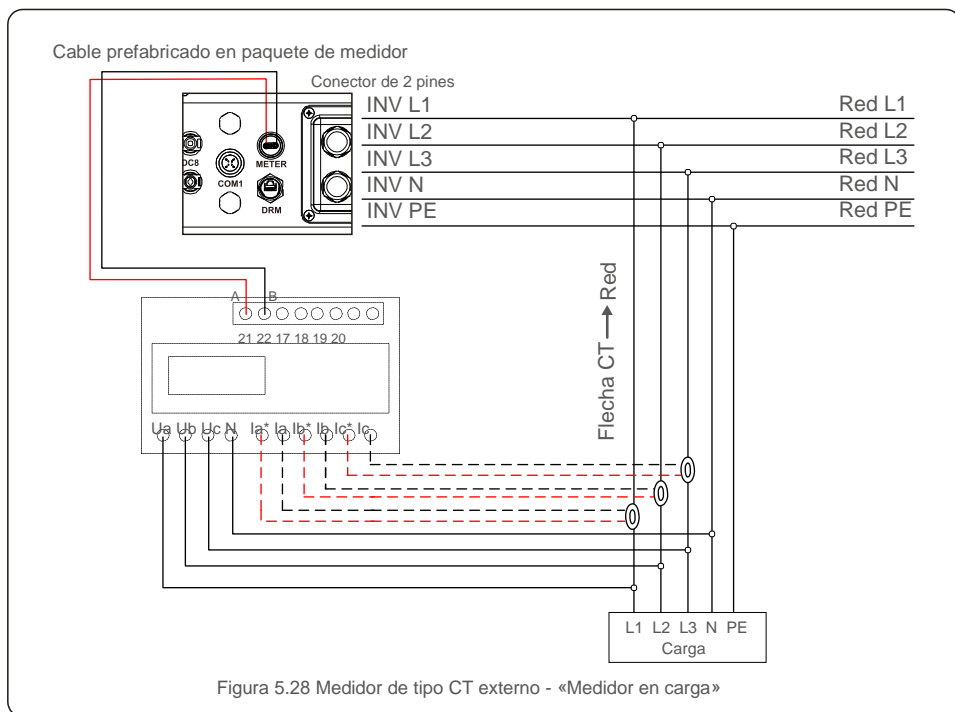 Cable prefabricado en paquete de medidor
Conector de 2 pines
INV L1 Red L1
INV L2 Red L2
INV L3 Red L3
INV N Red N
INV PE Red PE
DC8
COM1
METER
DRM
A B
21 22 17 18 19 20
Flecha CT → Red
Ua Ub Uc N Ia* Ia Ib* Ib Ic* Ic
L1 L2 L3 N PE
Carga
Figura 5.28 Medidor de tipo CT externo - «Medidor en carga»